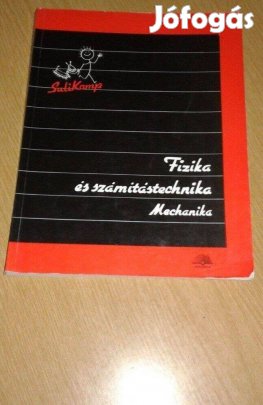 Jófogás
SuliKomp
Fizika
és számítástechnika
Mechanika